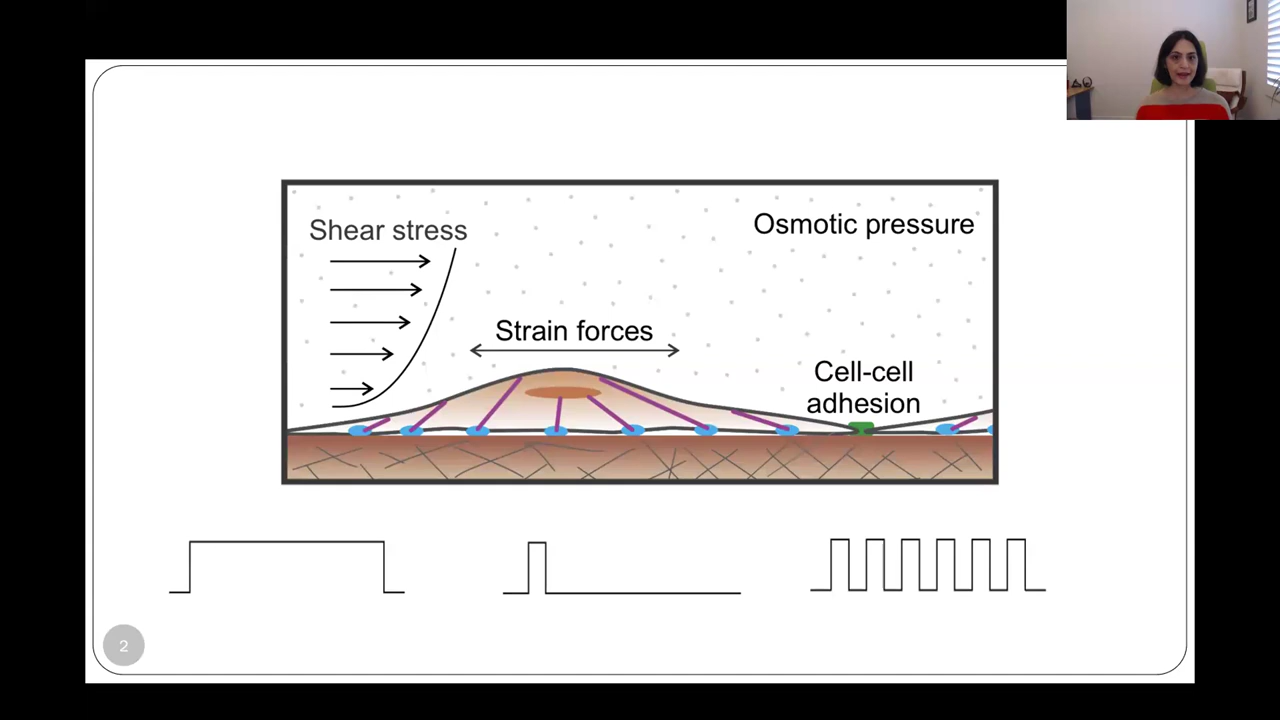 Shear stress
Osmotic pressure
Strain forces
Cell-cell
adhesion
2